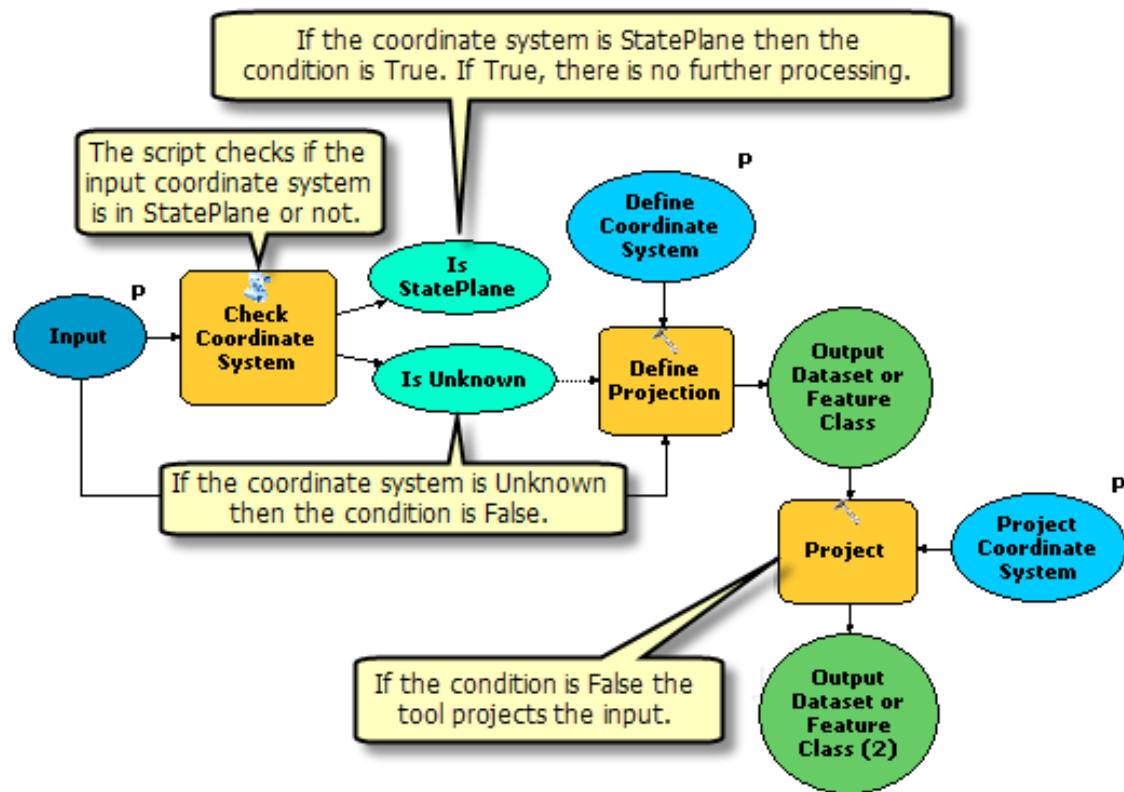 If the coordinate system is StatePlane then the
condition is True. If True, there is no further processing.
The script checks if the
input coordinate system
is in StatePlane or not.
P
Define
Coordinate
System
Is
StatePlane
P
Input
Check
Coordinate
System
Is Unknown
Define
Projection
Output
Dataset or
Feature
Class
If the coordinate system is Unknown
then the condition is False.
P
Project
Project
Coordinate
System
If the condition is False the
tool projects the input.
Output
Dataset or
Feature
Class (2)